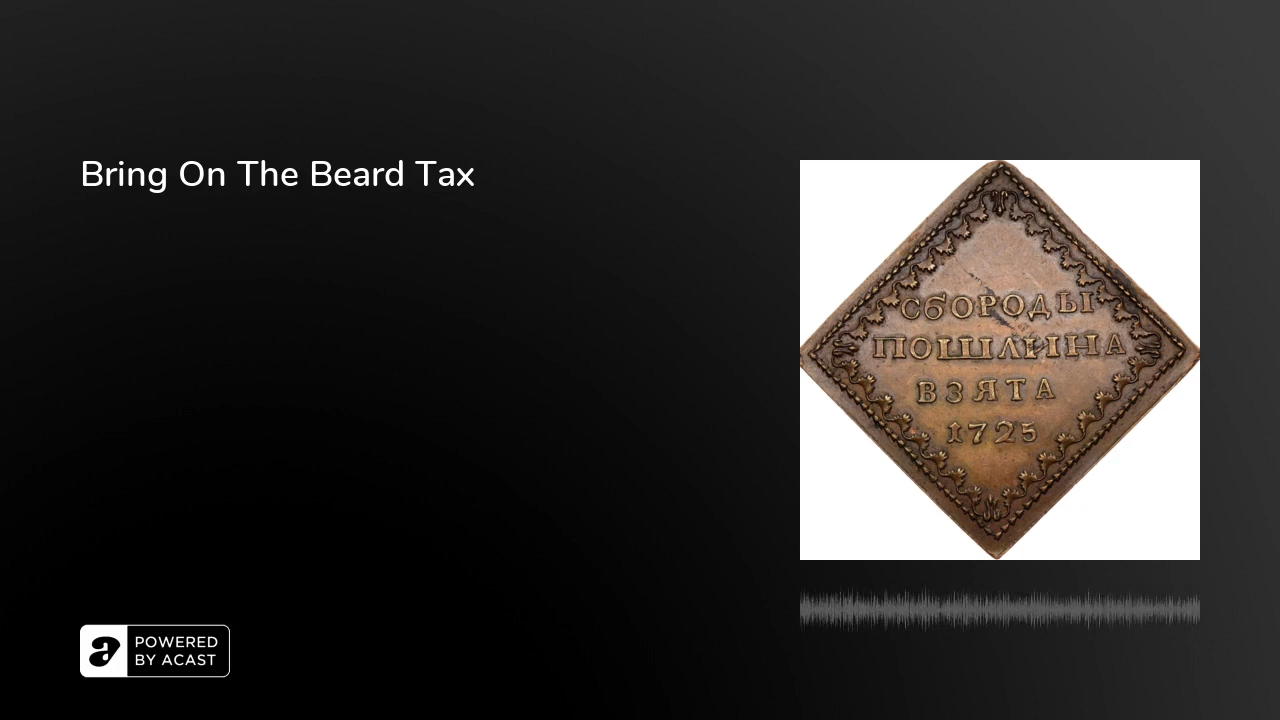 Bring On The Beard Tax
СБОРОДЫ
ПОШЛИНА
ВЗЯТА
1725
a POWERED
BY ACAST